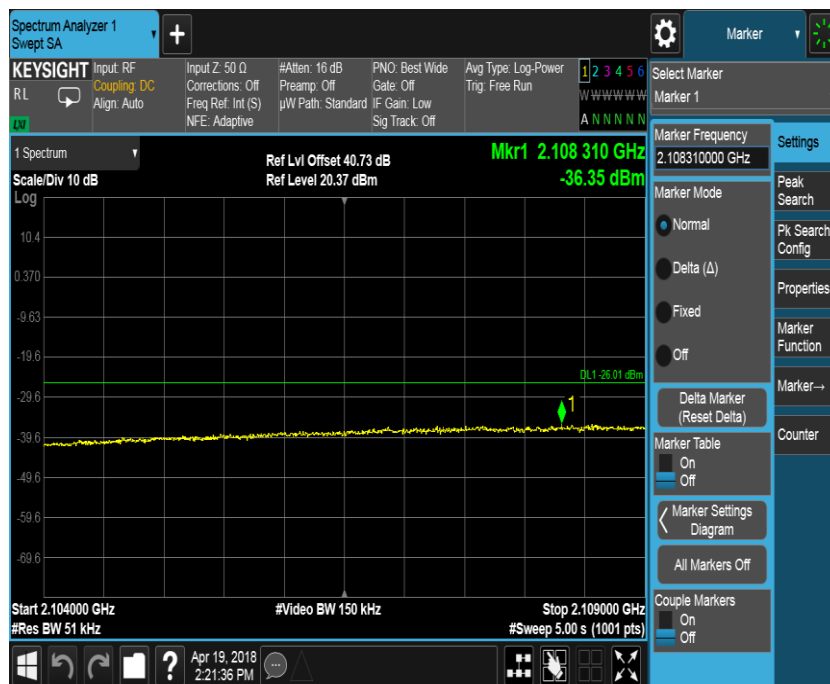 Spectrum Analyzer 1
Swept SA
Marker
KEYSIGHT
RL
LXI
Input: RF
Coupling: DC
Align: Auto
Input Z: 50 Ω
Corrections: Off
Freq Ref: Int (S)
NFE: Adaptive
#Atten: 16 dB
Preamp: Off
µW Path: Standard
PNO: Best Wide
Gate: Off
IF Gain: Low
Sig Track: Off
Avg Type: Log-Power
Trig: Free Run
1 2 3 4 5 6
W W W W W W
A N N N N N
Select Marker
Marker 1
1 Spectrum
Scale/Div 10 dB
Log
Ref Lvl Offset 40.73 dB
Ref Level 20.37 dBm
Mkr1 2.108 310 GHz
-36.35 dBm
10.4
0.370
-9.63
-19.6
-29.6
-39.6
-49.6
-59.6
-69.6
DL1 -26.01 dBm
1
Start 2.104000 GHz
#Res BW 51 kHz
#Video BW 150 kHz
Stop 2.109000 GHz
#Sweep 5.00 s (1001 pts)
Marker Frequency
2.108310000 GHz
Marker Mode
Normal
Delta (Δ)
Fixed
Off
Delta Marker
(Reset Delta)
Marker Table
On
Off
Marker Settings
Diagram
All Markers Off
Couple Markers
On
Off
Settings
Peak
Search
Pk Search
Config
Properties
Marker
Function
Marker→
Counter
?
Apr 19, 2018
2:21:36 PM